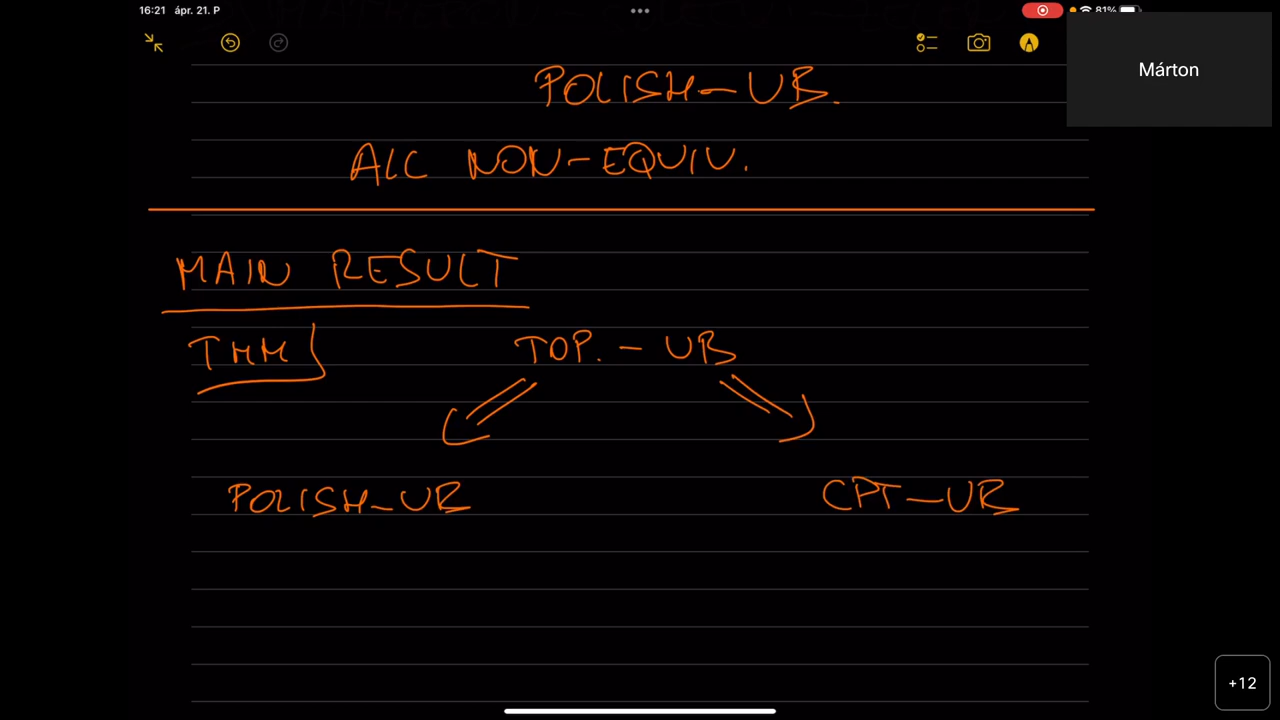 16:21 ápr. 21. P
81%
Márton
POLISH-UB.
ALL NON-EQUIV.
MAIN RESULT
THM
TOP.-UB
POLISH-UB
CPT-UB
+12